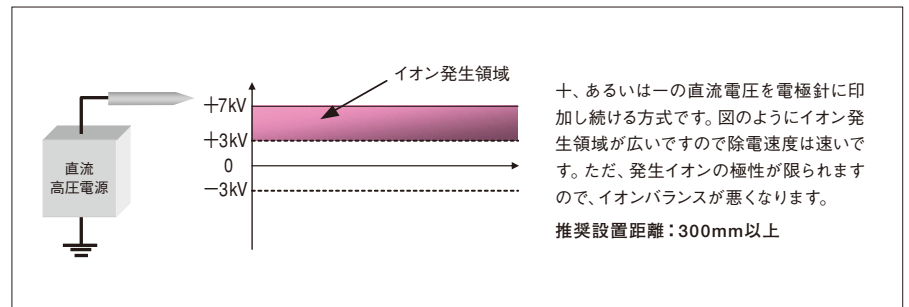 イオン発生領域
+7kV
+3kV
0
−3kV
直流
高圧電源
十、あるいは一の直流電圧を電極針に印
加し続ける方式です。図のようにイオン発
生領域が広いですので除電速度は速いで
す。ただ、発生イオンの極性が限られます
ので、イオンバランスが悪くなります。
推奨設置距離：300mm以上